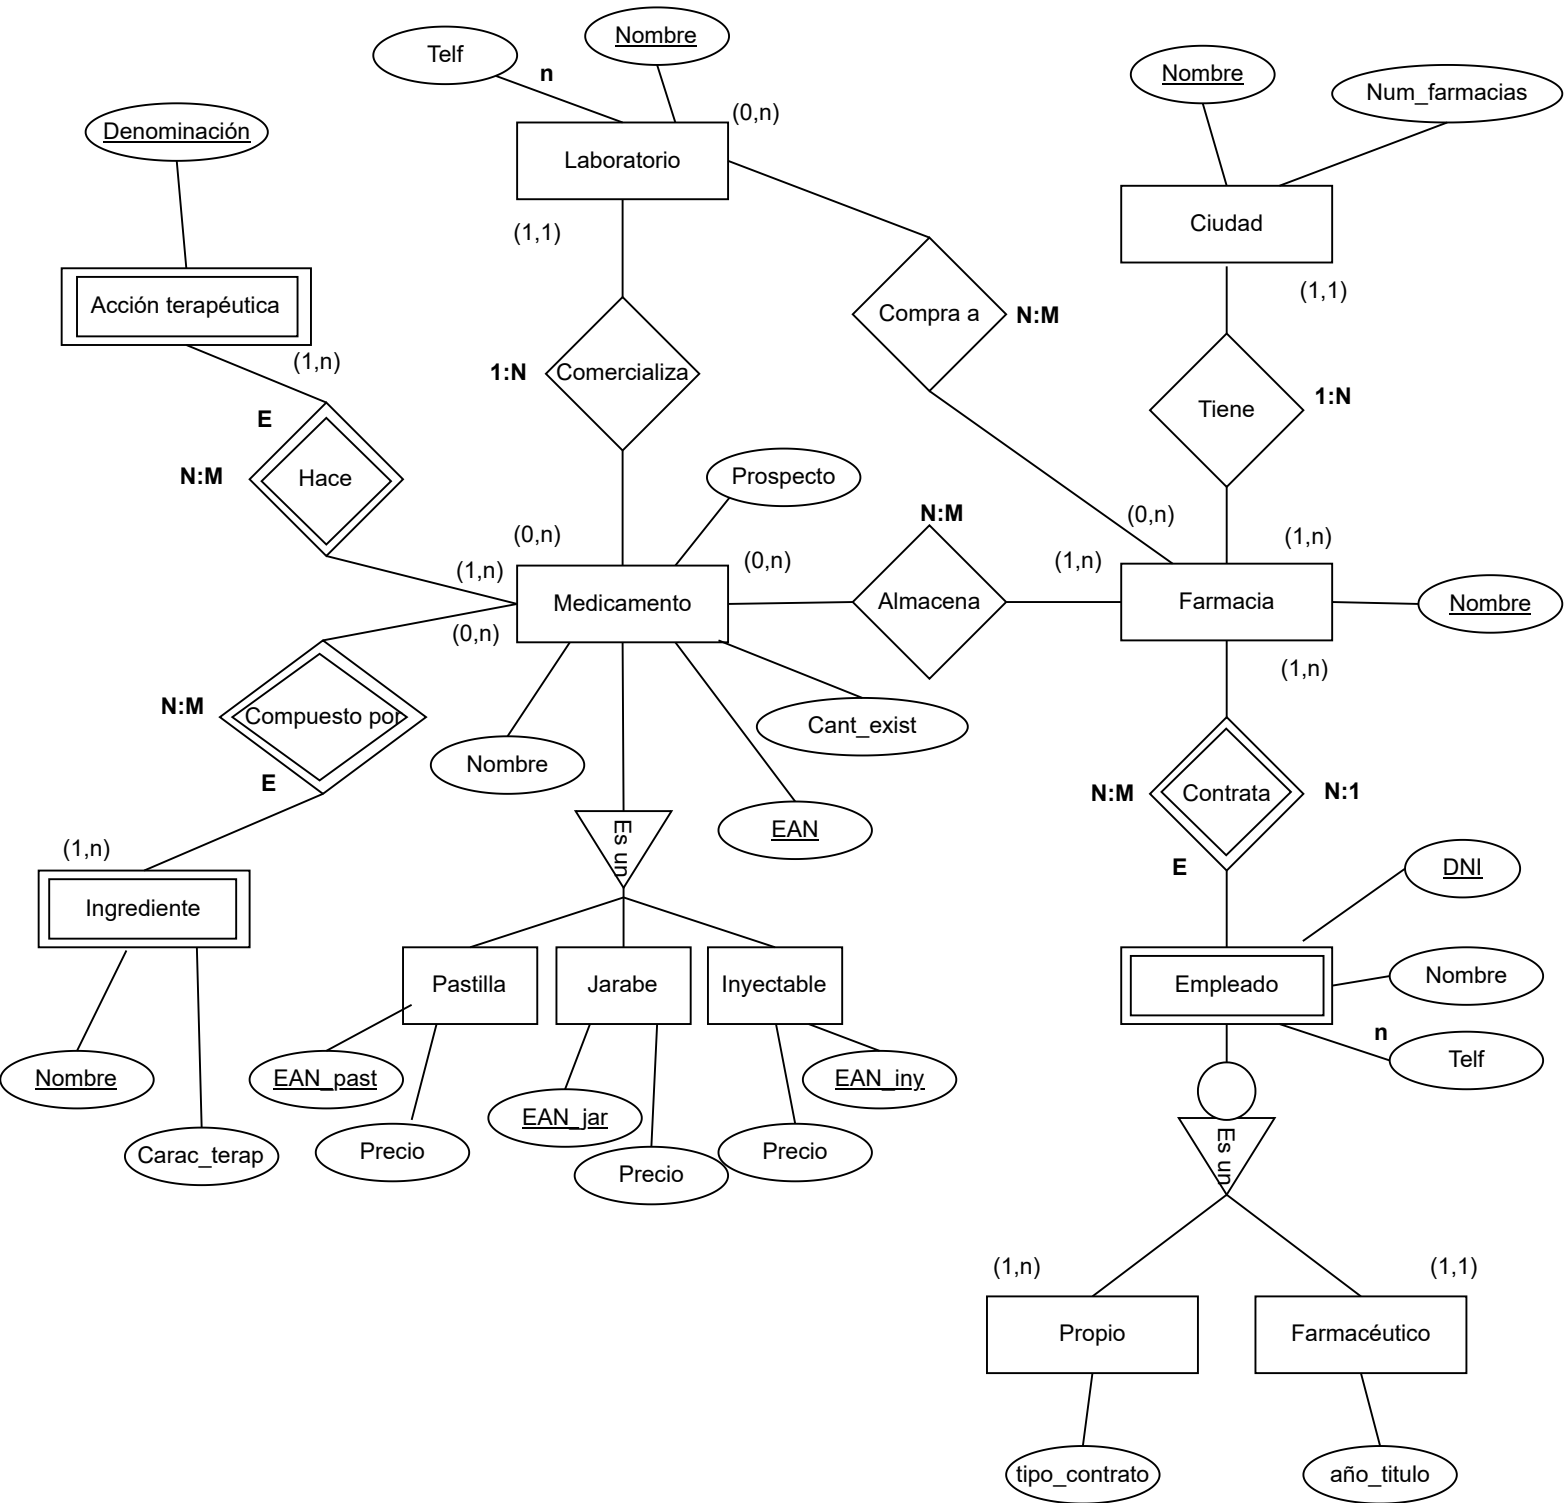 Nombre
Telf
n
Nombre
Num_farmacias
(0,n)
Denominación
Laboratorio
Ciudad
(1,1)
(1,1)
Acción terapéutica
Compra a
N:M
(1,n)
1:N
Comercializa
1:N
Tiene
E
N:M
Hace
Prospecto
N:M
(0,n)
(0,n)
(1,n)
(1,n)
(0,n)
(1,n)
Medicamento
Almacena
Farmacia
Nombre
(0,n)
(1,n)
N:M
Compuesto por
Cant_exist
Nombre
E
N:M
Contrata
N:1
Es un
EAN
(1,n)
E
DNI
Ingrediente
Nombre
Pastilla
Jarabe
Inyectable
Empleado
n
Telf
Nombre
EAN_past
EAN_iny
EAN_jar
Carac_terap
Precio
Precio
Precio
Es un
(1,n)
(1,1)
Propio
Farmacéutico
tipo_contrato
año_titulo